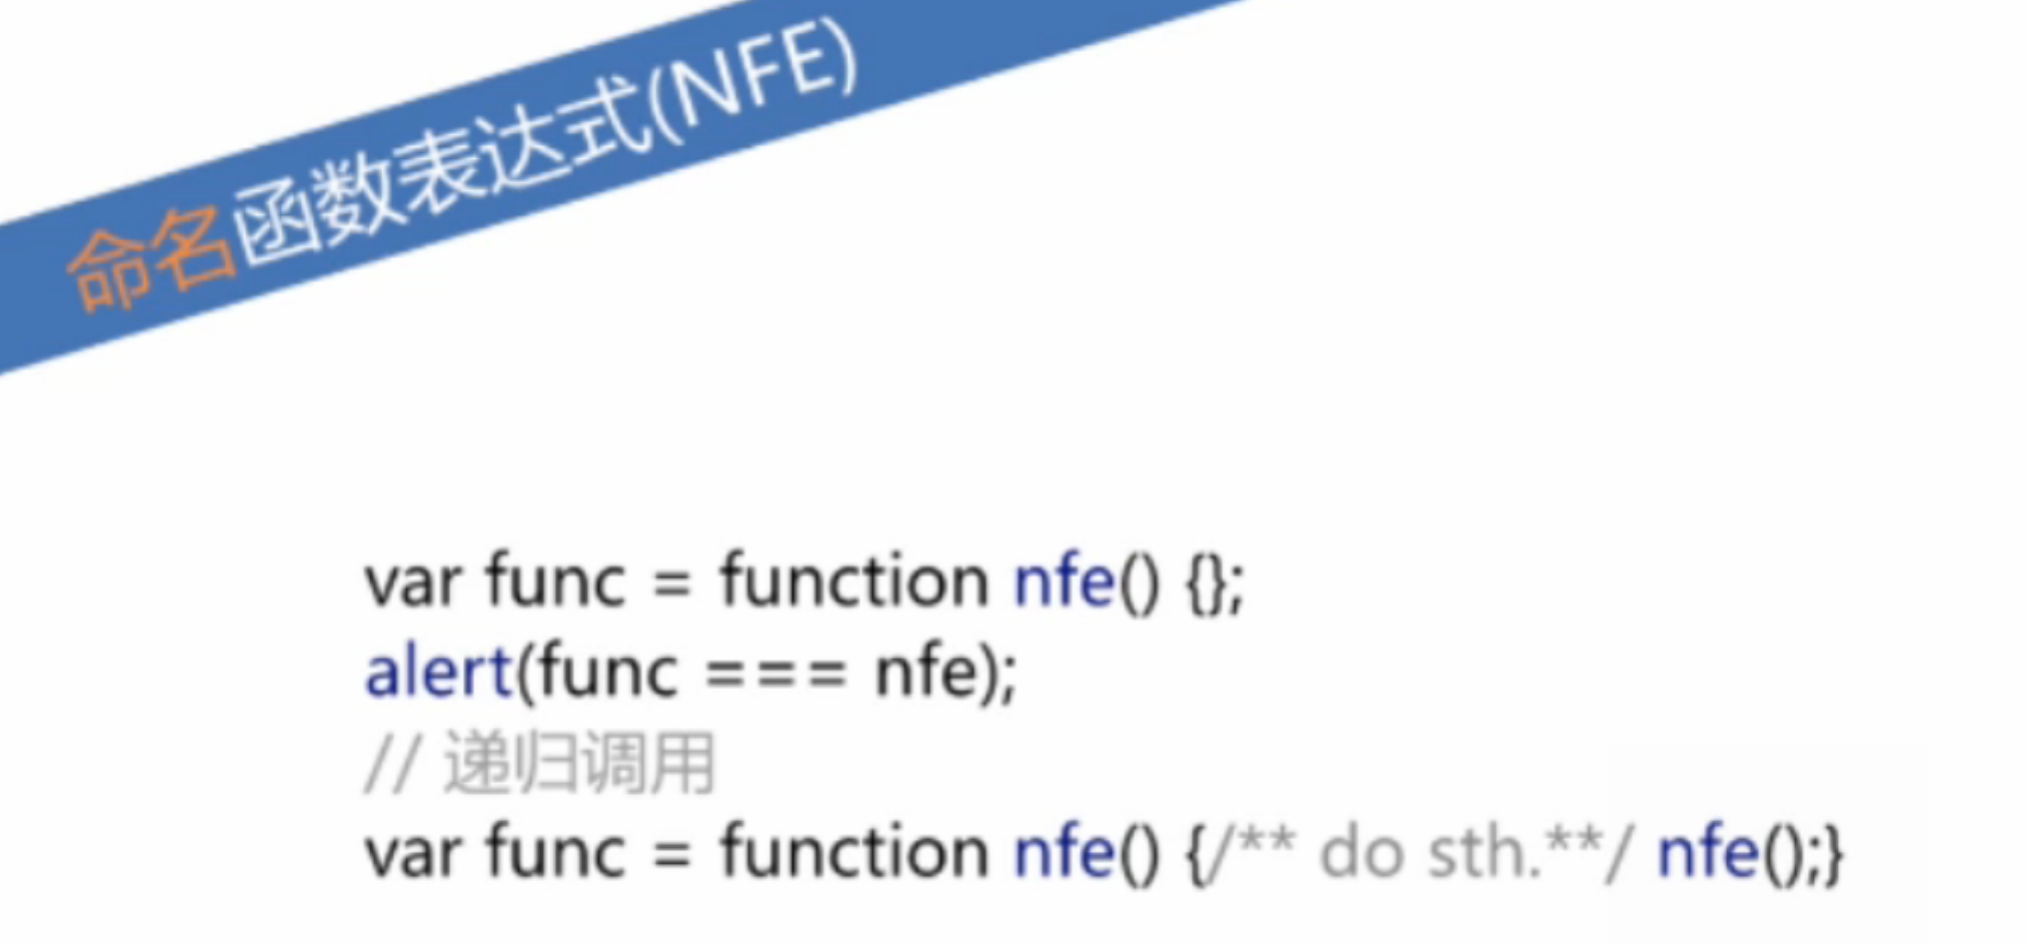 命名函数表达式(NFE)
var func = function nfe() {};
alert(func === nfe);
// 递归调用
var func = function nfe() {/** do sth.**/ nfe();}